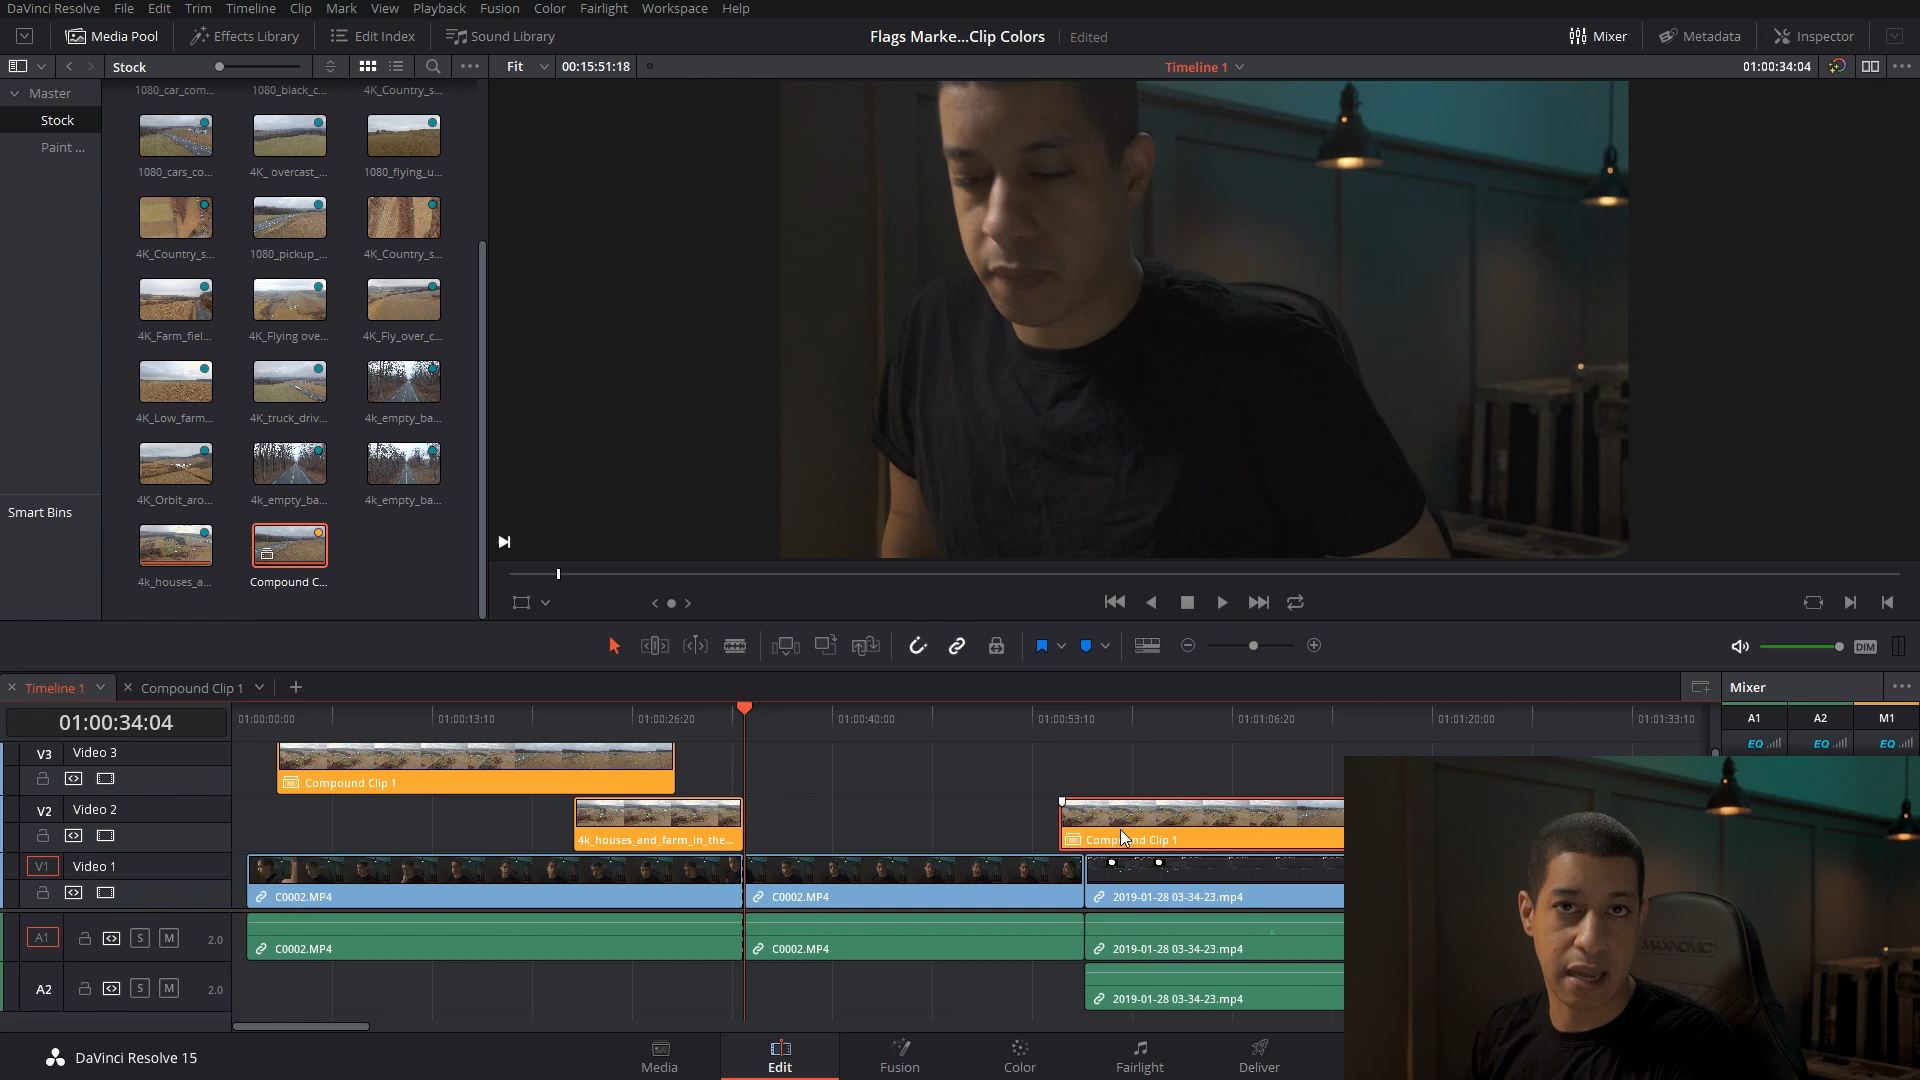 DaVinci Resolve File Edit Trim Timeline Clip Mark View Playback Fusion Color Fairlight Workspace Help
Media Pool Effects Library Edit Index Sound Library Flags Marke...Clip Colors Edited Mixer Metadata Inspector
Stock Fit 00:15:51:18 Timeline 1 01:00:34:04
Master
Stock
Paint ...
1080_car_com... 1080_black_c... 4K_Country_s...
1080_cars_co... 4K_ overcast_... 1080_flying_u...
4K_Country_s... 1080_pickup_... 4K_Country_s...
4K_Farm_fiel... 4K_Flying ove... 4K_Fly_over_c...
4K_Low_farm... 4K_truck_driv... 4k_empty_ba...
4K_Orbit_aro... 4k_empty_ba... 4k_empty_ba...
Smart Bins
4k_houses_a... Compound C...
DIM
Timeline 1 Compound Clip 1 Mixer
01:00:34:04 01:00:00:00 01:00:13:10 01:00:26:20 01:00:40:00 01:00:53:10 01:01:06:20 01:01:20:00 01:01:33:10
A1 A2 M1
EQ EQ EQ
V3 Video 3
Compound Clip 1
V2 Video 2
4k_houses_and_farm_in_the... Compound Clip 1
V1 Video 1
C0002.MP4 C0002.MP4 2019-01-28 03-34-23.mp4
A1 S M 2.0
C0002.MP4 C0002.MP4 2019-01-28 03-34-23.mp4
A2 S M 2.0
2019-01-28 03-34-23.mp4
MAXNOMIC
DaVinci Resolve 15 Media Edit Fusion Color Fairlight Deliver